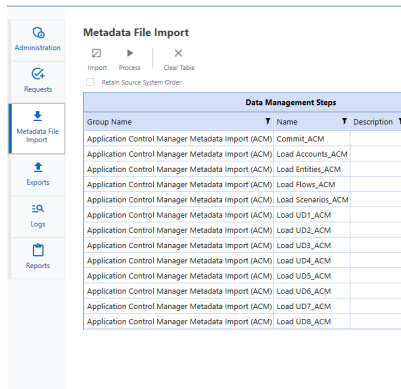 Administration
Requests
Metadata File
Import
Exports
Logs
Reports
Metadata File Import
Import Process Clear Table
Retain Source System Order
Data Management Steps
Group Name Name Description
Application Control Manager Metadata Import (ACM) Commit_ACM
Application Control Manager Metadata Import (ACM) Load Accounts_ACM
Application Control Manager Metadata Import (ACM) Load Entities_ACM
Application Control Manager Metadata Import (ACM) Load Flows_ACM
Application Control Manager Metadata Import (ACM) Load Scenarios_ACM
Application Control Manager Metadata Import (ACM) Load UD1_ACM
Application Control Manager Metadata Import (ACM) Load UD2_ACM
Application Control Manager Metadata Import (ACM) Load UD3_ACM
Application Control Manager Metadata Import (ACM) Load UD4_ACM
Application Control Manager Metadata Import (ACM) Load UD5_ACM
Application Control Manager Metadata Import (ACM) Load UD6_ACM
Application Control Manager Metadata Import (ACM) Load UD7_ACM
Application Control Manager Metadata Import (ACM) Load UD8_ACM